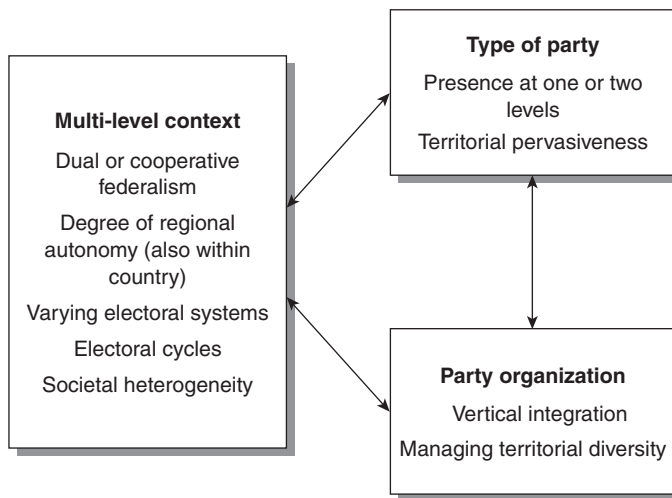 Multi-level context
Dual or cooperative
federalism
Degree of regional
autonomy (also within
country)
Varying electoral systems
Electoral cycles
Societal heterogeneity
Type of party
Presence at one or two
levels
Territorial pervasiveness
Party organization
Vertical integration
Managing territorial diversity